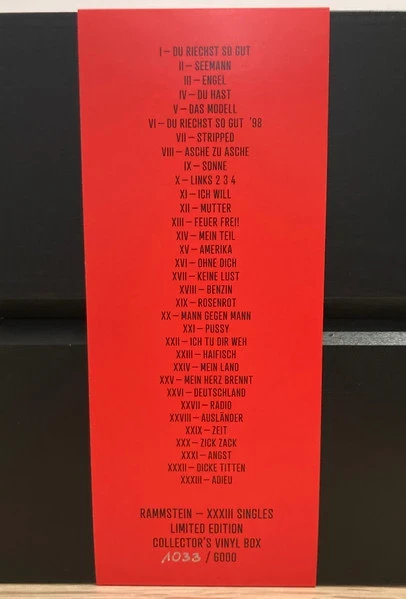 I – DU RIECHST SO GUT
II – SEEMANN
III – ENGEL
IV – DU HAST
V – DAS MODELL
VI – DU RIECHST SO GUT '98
VII – STRIPPED
VIII – ASCHE ZU ASCHE
IX – SONNE
X – LINKS 2 3 4
XI – ICH WILL
XII – MUTTER
XIII – FEUER FREI!
XIV – MEIN TEIL
XV – AMERIKA
XVI – OHNE DICH
XVII – KEINE LUST
XVIII – BENZIN
XIX – ROSENROT
XX – MANN GEGEN MANN
XXI – PUSSY
XXII – ICH TU DIR WEH
XXIII – HAIFISCH
XXIV – MEIN LAND
XXV – MEIN HERZ BRENNT
XXVI – DEUTSCHLAND
XXVII – RADIO
XXVIII – AUSLÄNDER
XXIX – ZEIT
XXX – ZICK ZACK
XXXI – ANGST
XXXII – DICKE TITTEN
XXXIII – ADIEU
RAMMSTEIN – XXXIII SINGLES
LIMITED EDITION
COLLECTOR'S VINYL BOX
1033 / 6000